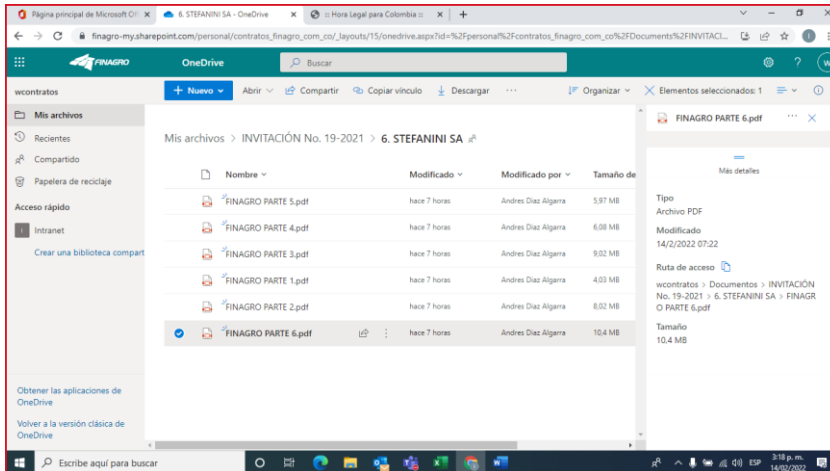 Página principal de Microsoft Off
6. STEFANINI SA - OneDrive
:: Hora Legal para Colombia ::
finagro-my.sharepoint.com/personal/contratos_finagro_com_co/_layouts/15/onedrive.aspx?id=%2Fpersonal%2Fcontratos_finagro_com_co%2FDocuments%2FINVITACI...
FINAGRO
OneDrive
Buscar
wcontratos
+ Nuevo
Abrir
Compartir
Copiar vínculo
Descargar
...
Organizar
Elementos seleccionados: 1
Mis archivos
Recientes
Compartido
Papelera de reciclaje
Acceso rápido
I Intranet
Crear una biblioteca compart
Obtener las aplicaciones de
OneDrive
Volver a la versión clásica de
OneDrive
Mis archivos > INVITACIÓN No. 19-2021 > 6. STEFANINI SA
Nombre Modificado Modificado por Tamaño de
FINAGRO PARTE 5.pdf hace 7 horas Andres Diaz Algarra 5,97 MB
FINAGRO PARTE 4.pdf hace 7 horas Andres Diaz Algarra 6,08 MB
FINAGRO PARTE 3.pdf hace 7 horas Andres Diaz Algarra 9,02 MB
FINAGRO PARTE 1.pdf hace 7 horas Andres Diaz Algarra 4,03 MB
FINAGRO PARTE 2.pdf hace 7 horas Andres Diaz Algarra 8,02 MB
FINAGRO PARTE 6.pdf hace 7 horas Andres Diaz Algarra 10,4 MB
FINAGRO PARTE 6.pdf
Más detalles
Tipo
Archivo PDF
Modificado
14/2/2022 07:22
Ruta de acceso
wcontratos > Documentos > INVITACIÓN
No. 19-2021 > 6. STEFANINI SA > FINAGR
O PARTE 6.pdf
Tamaño
10,4 MB
Escribe aquí para buscar
ESP
3:18 p. m.
14/02/2022